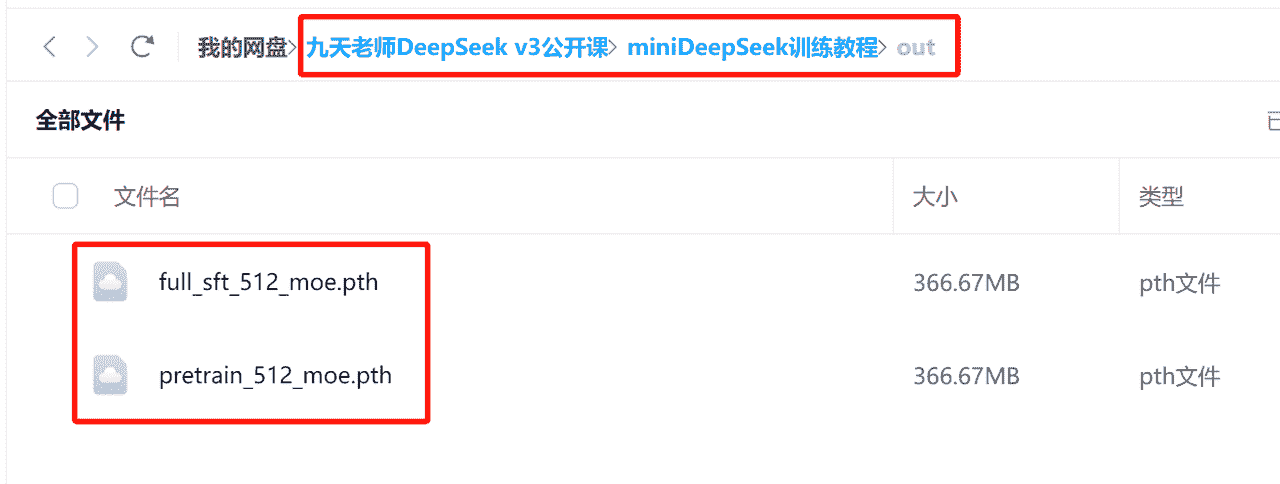 我的网盘> 九天老师DeepSeek v3公开课> miniDeepSeek训练教程> out
全部文件
文件名 大小 类型
full_sft_512_moe.pth 366.67MB pth文件
pretrain_512_moe.pth 366.67MB pth文件